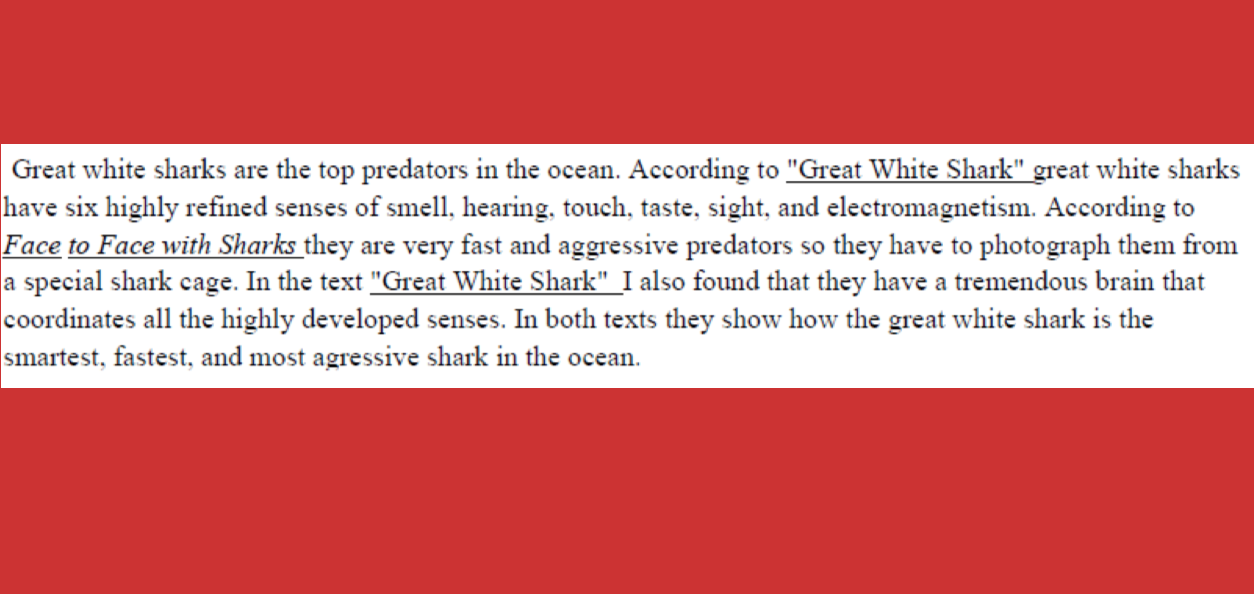 Great white sharks are the top predators in the ocean. According to "Great White Shark" great white sharks
have six highly refined senses of smell, hearing, touch, taste, sight, and electromagnetism. According to
Face to Face with Sharks they are very fast and aggressive predators so they have to photograph them from
a special shark cage. In the text "Great White Shark" I also found that they have a tremendous brain that
coordinates all the highly developed senses. In both texts they show how the great white shark is the
smartest, fastest, and most agressive shark in the ocean.